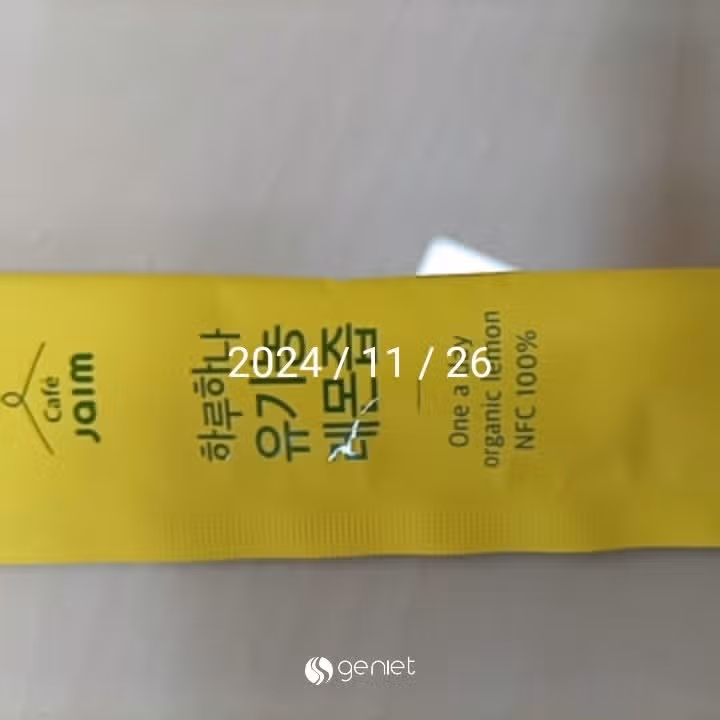 Café
Jaim
하루하나
유기농
레몬즙
One a day
organic lemon
NFC 100%
2024 / 11 / 26
geniet